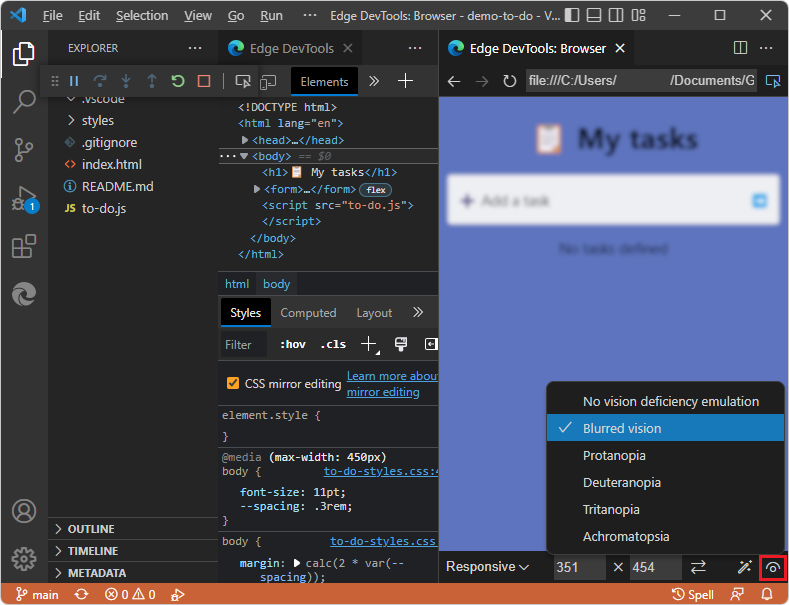 File Edit Selection View Go Run ··· Edge DevTools: Browser - demo-to-do - V...
EXPLORER ···
.vscode
styles
.gitignore
index.html
README.md
JS to-do.js
1
OUTLINE
TIMELINE
METADATA
Edge DevTools ···
Elements
<!DOCTYPE html>
<html lang="en">
<head>…</head>
···<body> == $0
<h1>📋 My tasks</h1>
<form>…</form> flex
<script src="to-do.js">
</script>
</body>
</html>
html body
Styles Computed Layout
Filter :hov .cls
CSS mirror editing Learn more about
mirror editing
element.style {
}
@media (max-width: 450px)
body { to-do-styles.css:4
font-size: 11pt;
--spacing: .3rem;
}
body { to-do-styles.css:
margin: calc(2 * var(--
spacing));
Edge DevTools: Browser ···
file:///C:/Users/ /Documents/G
My tasks
Add a task
No tasks defined
No vision deficiency emulation
Blurred vision
Protanopia
Deuteranopia
Tritanopia
Achromatopsia
Responsive 351 × 454
main 0 0 Spell